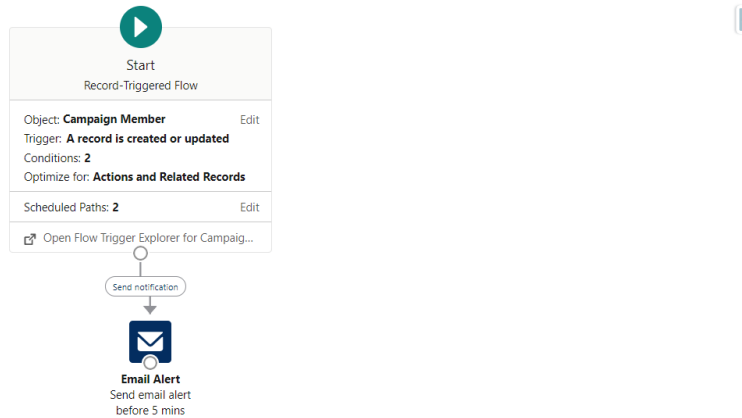 Start
Record-Triggered Flow
Object: Campaign Member Edit
Trigger: A record is created or updated
Conditions: 2
Optimize for: Actions and Related Records
Scheduled Paths: 2 Edit
Open Flow Trigger Explorer for Campaig...
Send notification
Email Alert
Send email alert
before 5 mins